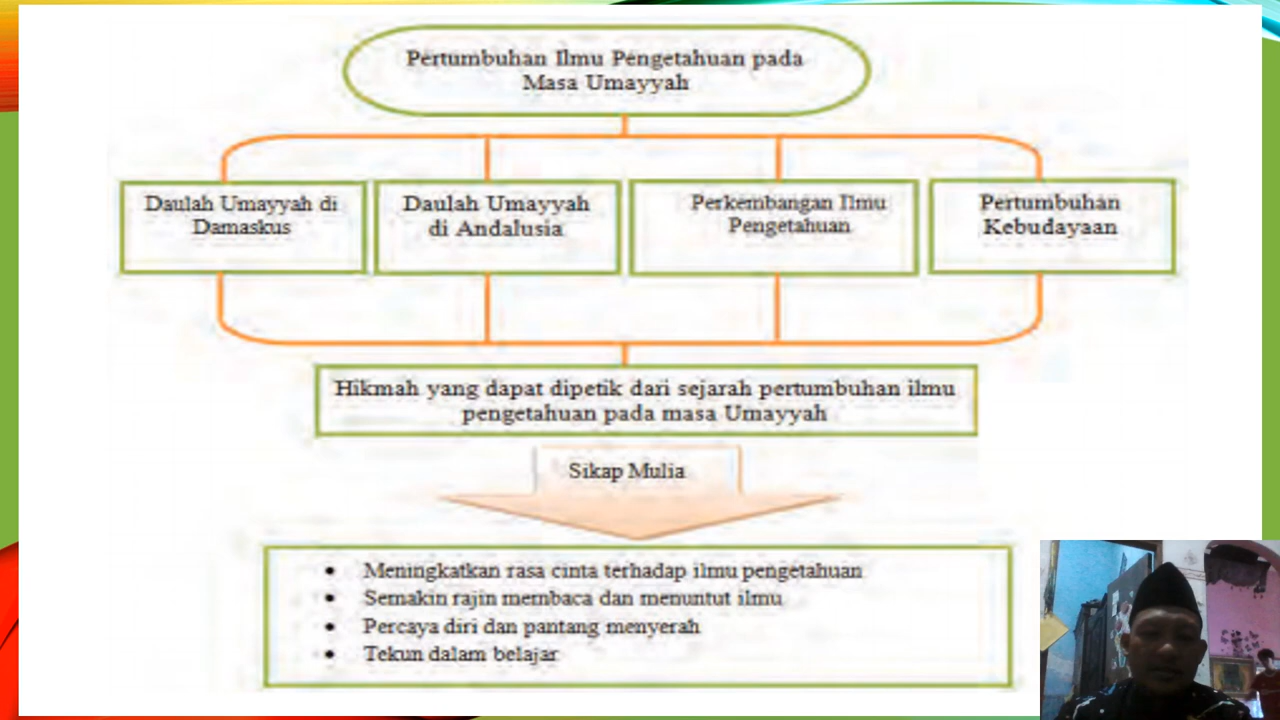 Pertumbuhan Ilmu Pengetahuan pada
Masa Umayyah
Daulah Umayyah di
Damaskus
Daulah Umayyah
di Andalusia
Perkembangan Ilmu
Pengetahuan
Pertumbuhan
Kebudayaan
Hikmah yang dapat dipetik dari sejarah pertumbuhan ilmu
pengetahuan pada masa Umayyah
Sikap Mulia
• Meningkatkan rasa cinta terhadap ilmu pengetahuan
• Semakin rajin membaca dan menuntut ilmu
• Percaya diri dan pantang menyerah
• Tekun dalam belajar